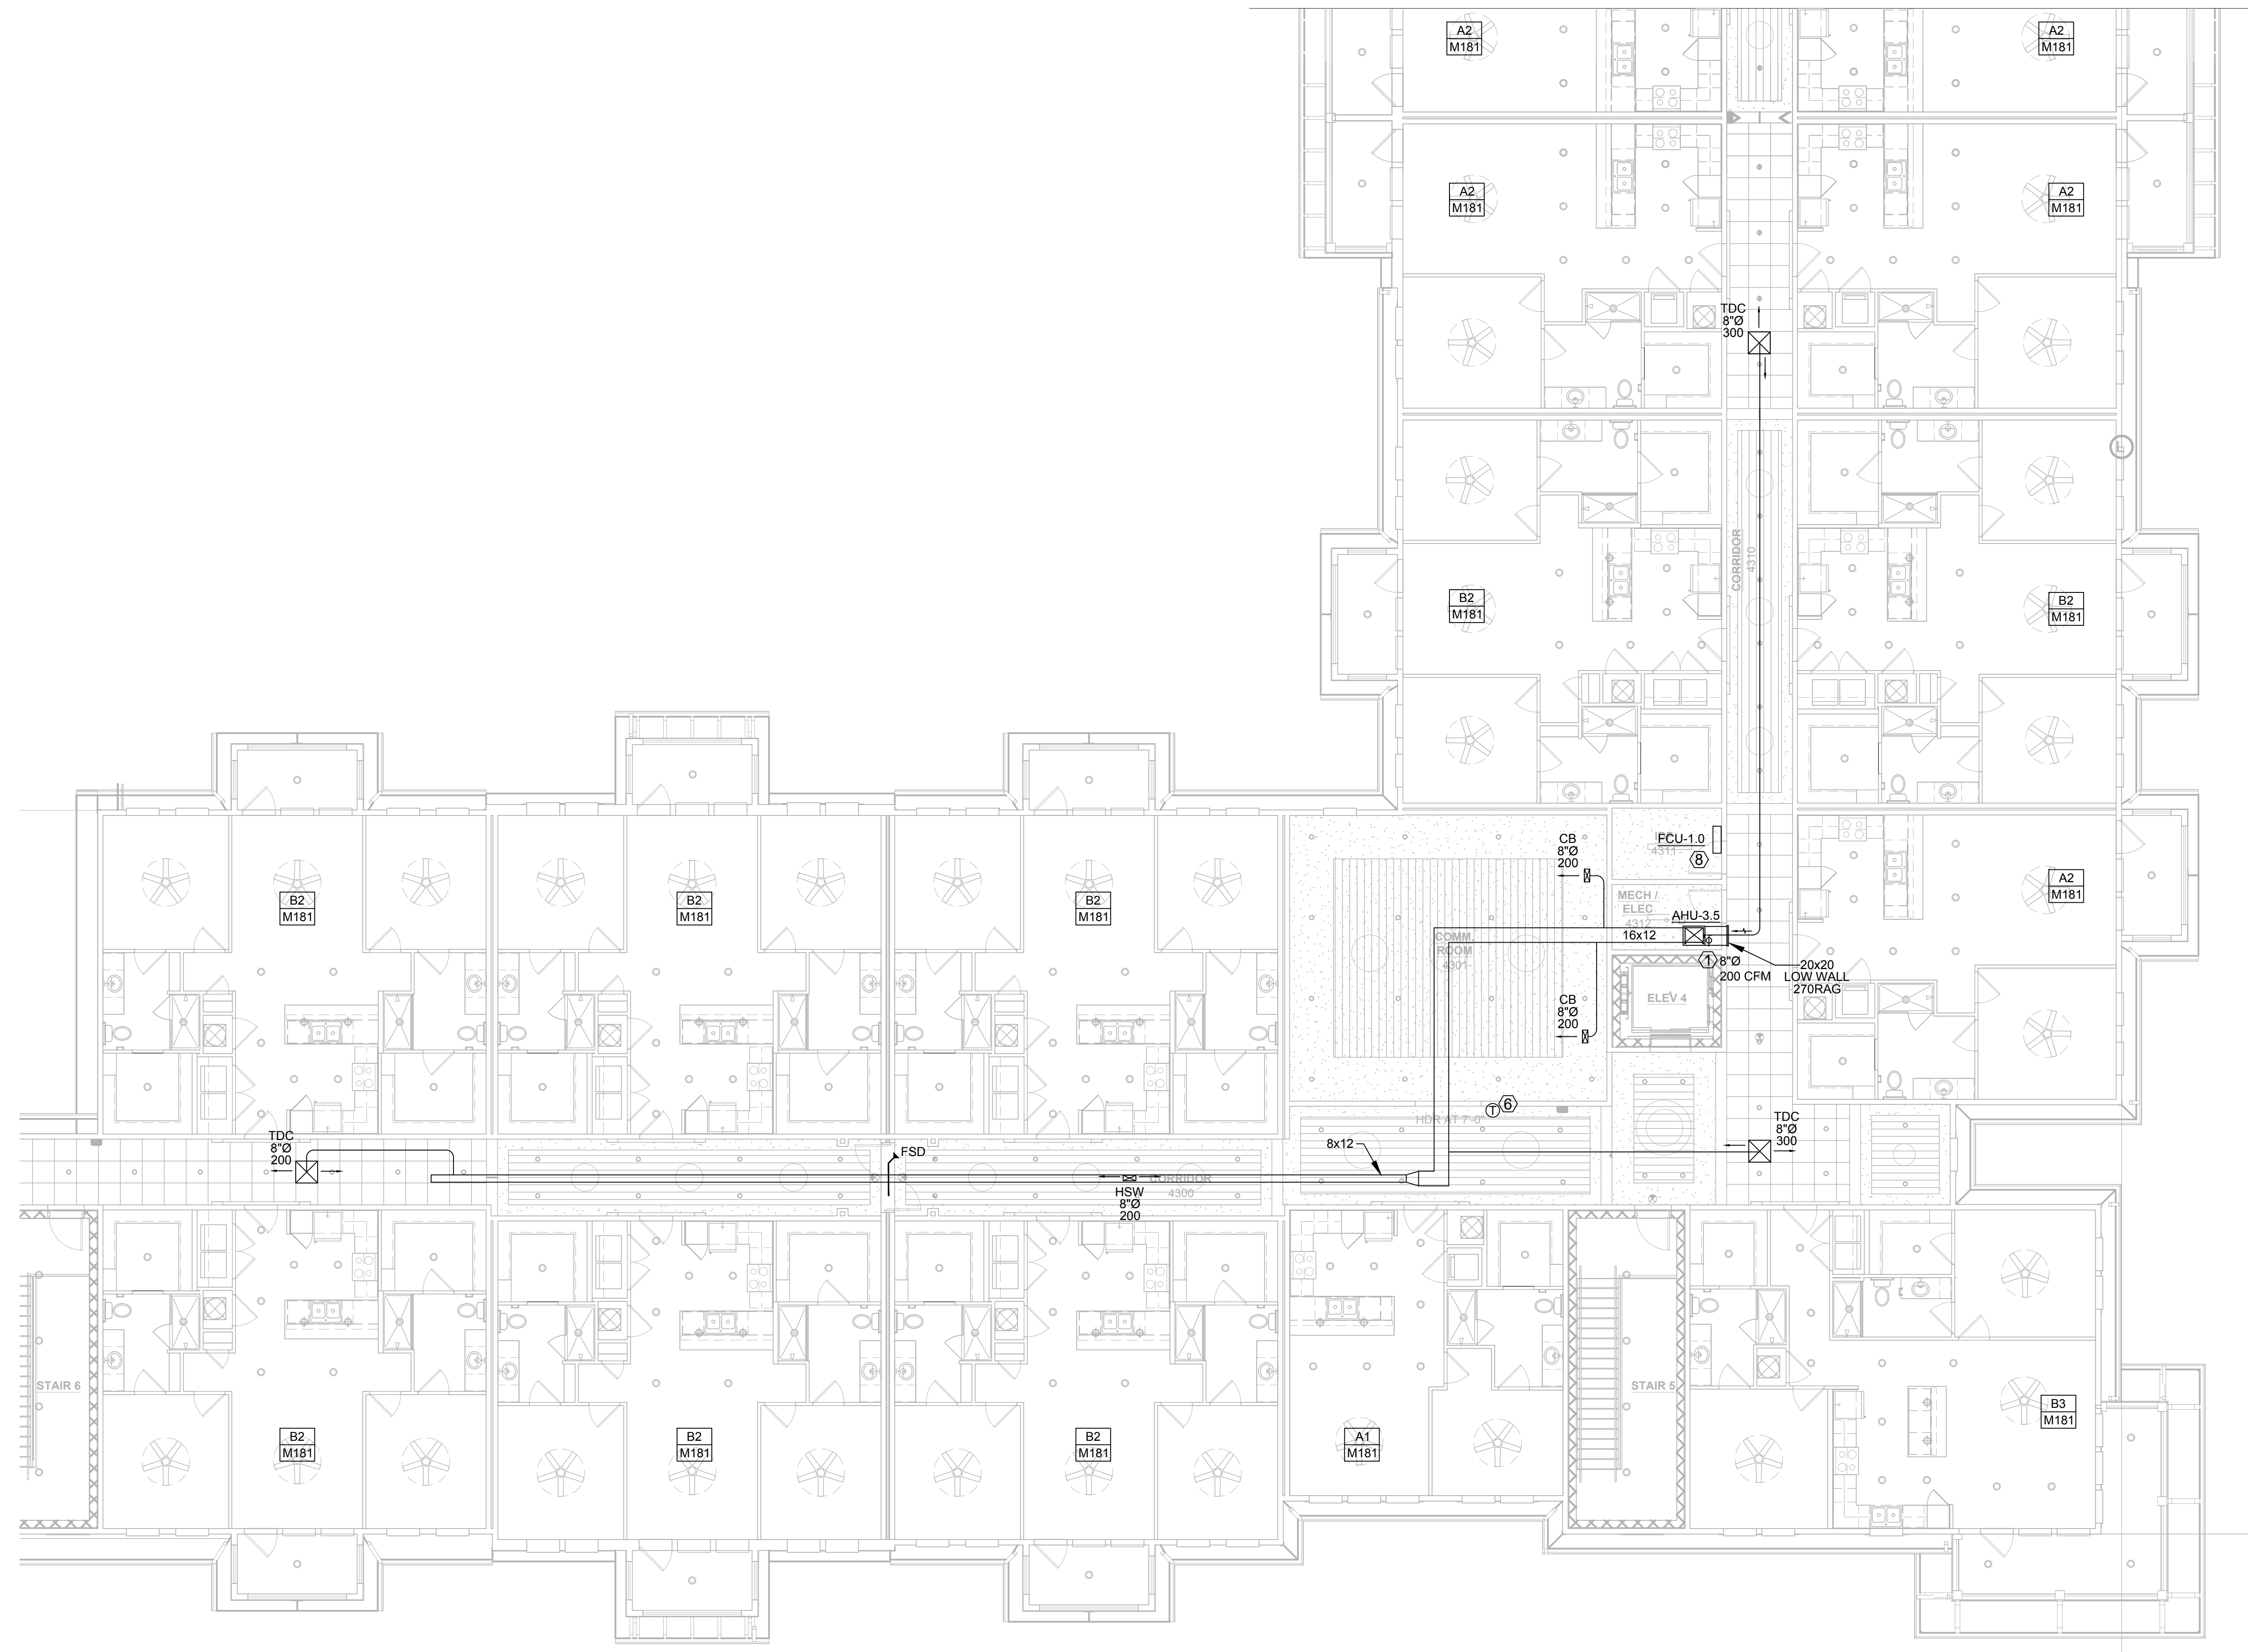 A2
M181
A2
M181
A2
M181
A2
M181
TDC
8"Ø
300
CORRIDOR
4310
B2
M181
B2
M181
CB
8"Ø
200
FCU-1.0
4311
8
B2
M181
B2
M181
B2
M181
A2
M181
MECH /
ELEC
4312
AHU-3.5
16x12
COMM.
ROOM
4301
1
8"Ø
200 CFM
20x20
LOW WALL
270RAG
ELEV 4
CB
8"Ø
200
T
6
HDR AT 7'-0"
TDC
8"Ø
200
FSD
8x12
TDC
8"Ø
300
CORRIDOR
4300
HSW
8"Ø
200
STAIR 6
STAIR 5
B2
M181
B2
M181
B2
M181
A1
M181
B3
M181